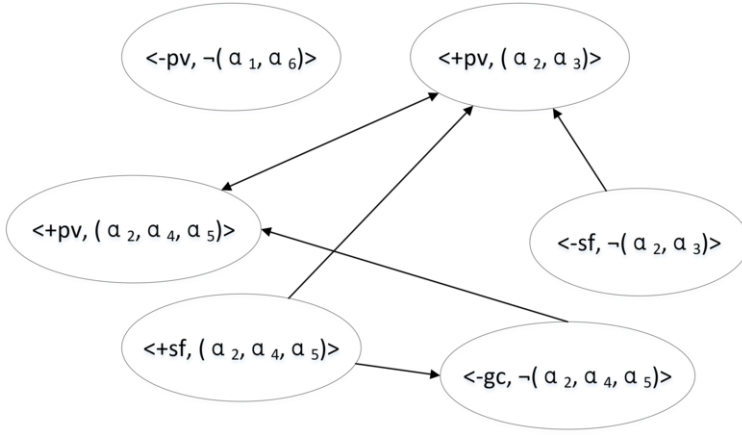 <-pv, ¬( α 1, α 6)>
<+pv, ( α 2, α 3)>
<+pv, ( α 2, α 4, α 5)>
<-sf, ¬( α 2, α 3)>
<+sf, ( α 2, α 4, α 5)>
<-gc, ¬( α 2, α 4, α 5)>